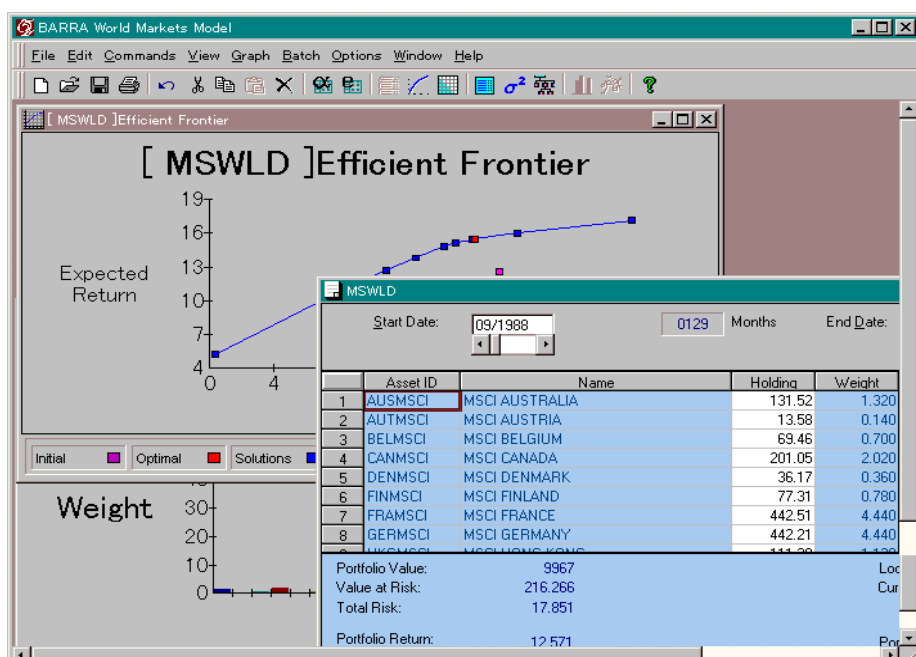 BARRA World Markets Model
File Edit Commands View Graph Batch Options Window Help
σ²
[ MSWLD ]Efficient Frontier
[ MSWLD ]Efficient Frontier
19
16
13
10
7
4
0 4
Expected
Return
Initial Optimal Solutions
Weight
30
20
10
0
MSWLD
Start Date: 09/1988 0129 Months End Date:
Asset ID Name Holding Weight
1 AUSMSCI MSCI AUSTRALIA 131.52 1.320
2 AUTMSCI MSCI AUSTRIA 13.58 0.140
3 BELMSCI MSCI BELGIUM 69.46 0.700
4 CANMSCI MSCI CANADA 201.05 2.020
5 DENMSCI MSCI DENMARK 36.17 0.360
6 FINMSCI MSCI FINLAND 77.31 0.780
7 FRAMSCI MSCI FRANCE 442.51 4.440
8 GERMSCI MSCI GERMANY 442.21 4.440
Portfolio Value: 9967 Loc
Value at Risk: 216.266 Cur
Total Risk: 17.851
Portfolio Return: 12.571